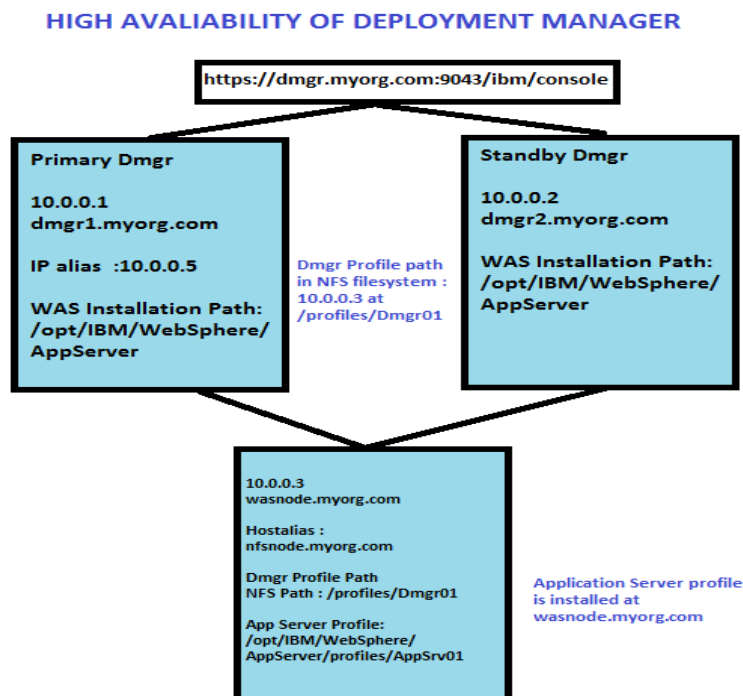 HIGH AVALIABILITY OF DEPLOYMENT MANAGER
https://dmgr.myorg.com:9043/ibm/console
Primary Dmgr
10.0.0.1
dmgr1.myorg.com
IP alias :10.0.0.5
WAS Installation Path:
/opt/IBM/WebSphere/
AppServer
Dmgr Profile path
in NFS filesystem :
10.0.0.3 at
/profiles/Dmgr01
Standby Dmgr
10.0.0.2
dmgr2.myorg.com
WAS Installation Path:
/opt/IBM/WebSphere/
AppServer
10.0.0.3
wasnode.myorg.com
Hostalias :
nfsnode.myorg.com
Dmgr Profile Path
NFS Path : /profiles/Dmgr01
App Server Profile:
/opt/IBM/WebSphere/
AppServer/profiles/AppSrv01
Application Server profile
is installed at
wasnode.myorg.com